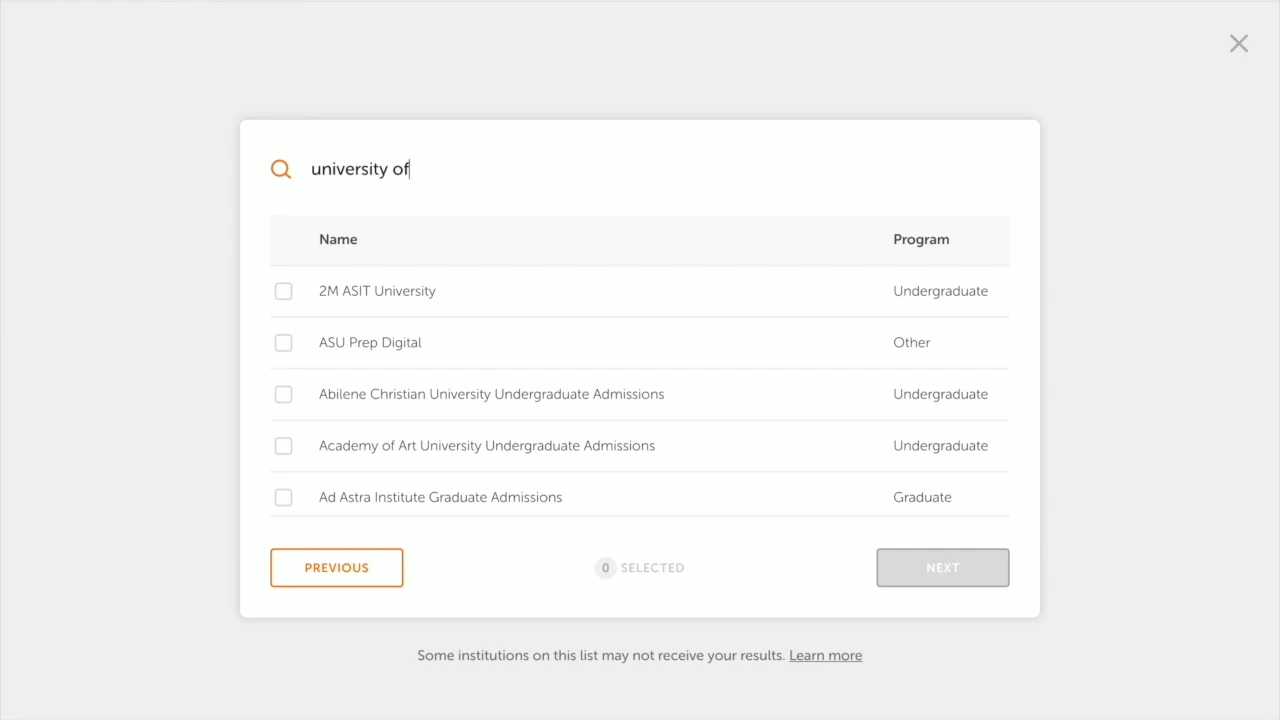 university of
Name Program
2M ASIT University Undergraduate
ASU Prep Digital Other
Abilene Christian University Undergraduate Admissions Undergraduate
Academy of Art University Undergraduate Admissions Undergraduate
Ad Astra Institute Graduate Admissions Graduate
PREVIOUS 0 SELECTED NEXT
Some institutions on this list may not receive your results. Learn more